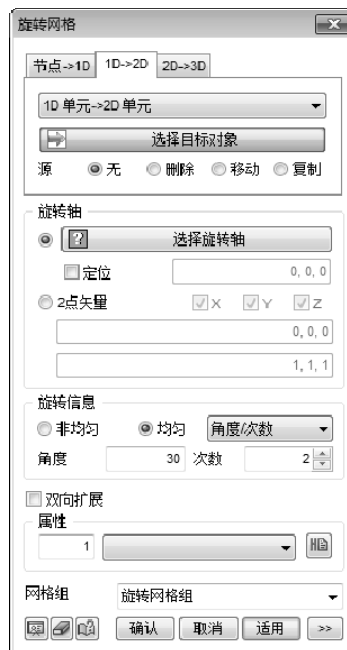 旋转网格
节点->1D 1D->2D 2D->3D
1D 单元->2D 单元
选择目标对象
源 无 删除 移动 复制
旋转轴
选择旋转轴
定位 0, 0, 0
2点矢量 X Y Z
0, 0, 0
1, 1, 1
旋转信息
非均匀 均匀 角度/次数
角度 30 次数 2
双向扩展
属性
1
网格组 旋转网格组
确认 取消 适用 >>